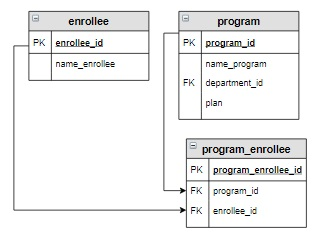 enrollee
PK enrollee_id
name_enrollee
program
PK program_id
name_program
FK department_id
plan
program_enrollee
PK program_enrollee_id
FK program_id
FK enrollee_id